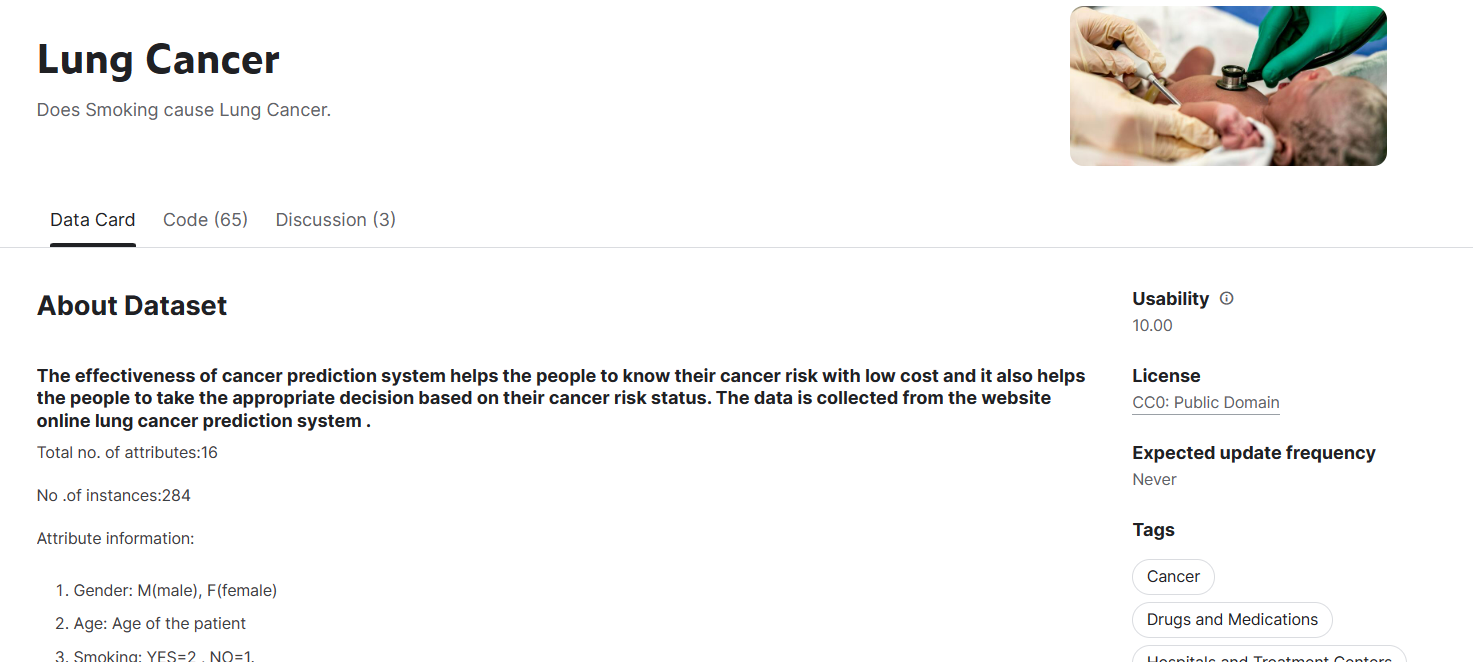 Lung Cancer
Does Smoking cause Lung Cancer.
Data Card Code (65) Discussion (3)
About Dataset
The effectiveness of cancer prediction system helps the people to know their cancer risk with low cost and it also helps
the people to take the appropriate decision based on their cancer risk status. The data is collected from the website
online lung cancer prediction system .
Total no. of attributes:16
No .of instances:284
Attribute information:
1. Gender: M(male), F(female)
2. Age: Age of the patient
3. Smoking: YES=2 , NO=1.
Usability
10.00
License
CC0: Public Domain
Expected update frequency
Never
Tags
Cancer
Drugs and Medications
Hospitals and Treatment Centers